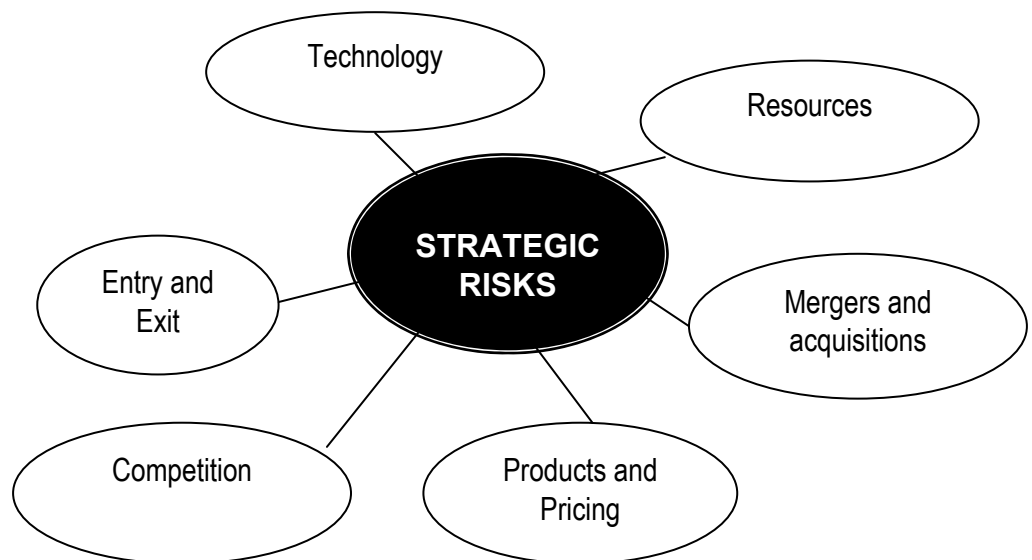 Technology
Resources
STRATEGIC
RISKS
Entry and
Exit
Mergers and
acquisitions
Competition
Products and
Pricing